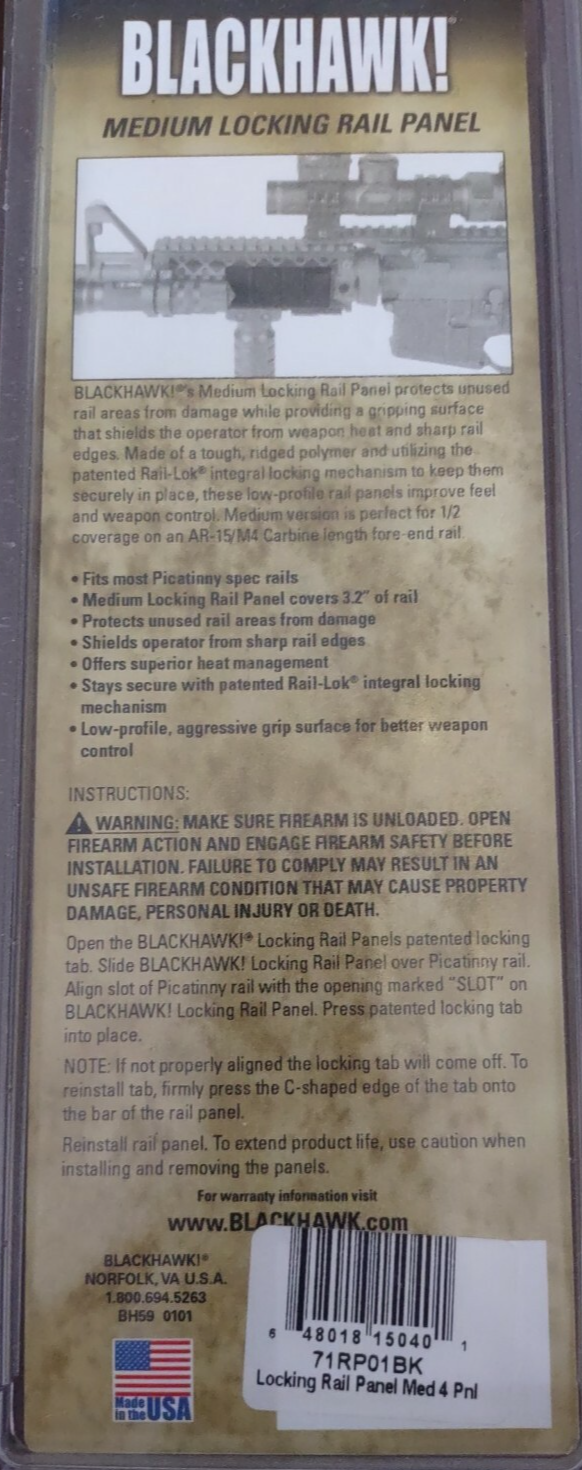 BLACKHAWK!®
MEDIUM LOCKING RAIL PANEL
BLACKHAWK!®'s Medium Locking Rail Panel protects unused
rail areas from damage while providing a gripping surface
that shields the operator from weapon heat and sharp rail
edges. Made of a tough, ridged polymer and utilizing the
patented Rail-Lok® integral locking mechanism to keep them
securely in place, these low-profile rail panels improve feel
and weapon control. Medium version is perfect for 1/2
coverage on an AR-15/M4 Carbine length fore-end rail.
• Fits most Picatinny spec rails
• Medium Locking Rail Panel covers 3.2" of rail
• Protects unused rail areas from damage
• Shields operator from sharp rail edges
• Offers superior heat management
• Stays secure with patented Rail-Lok® integral locking
mechanism
• Low-profile, aggressive grip surface for better weapon
control
INSTRUCTIONS:
WARNING: MAKE SURE FIREARM IS UNLOADED. OPEN
FIREARM ACTION AND ENGAGE FIREARM SAFETY BEFORE
INSTALLATION. FAILURE TO COMPLY MAY RESULT IN AN
UNSAFE FIREARM CONDITION THAT MAY CAUSE PROPERTY
DAMAGE, PERSONAL INJURY OR DEATH.
Open the BLACKHAWK!® Locking Rail Panels patented locking
tab. Slide BLACKHAWK! Locking Rail Panel over Picatinny rail.
Align slot of Picatinny rail with the opening marked "SLOT" on
BLACKHAWK! Locking Rail Panel. Press patented locking tab
into place.
NOTE: If not properly aligned the locking tab will come off. To
reinstall tab, firmly press the C-shaped edge of the tab onto
the bar of the rail panel.
Reinstall rail panel. To extend product life, use caution when
installing and removing the panels.
For warranty information visit
www.BLACKHAWK.com
BLACKHAWK!®
NORFOLK, VA U.S.A.
1.800.694.5263
BH59 0101
Made
in the USA
6 48018 15040 1
71RP01BK
Locking Rail Panel Med 4 Pnl